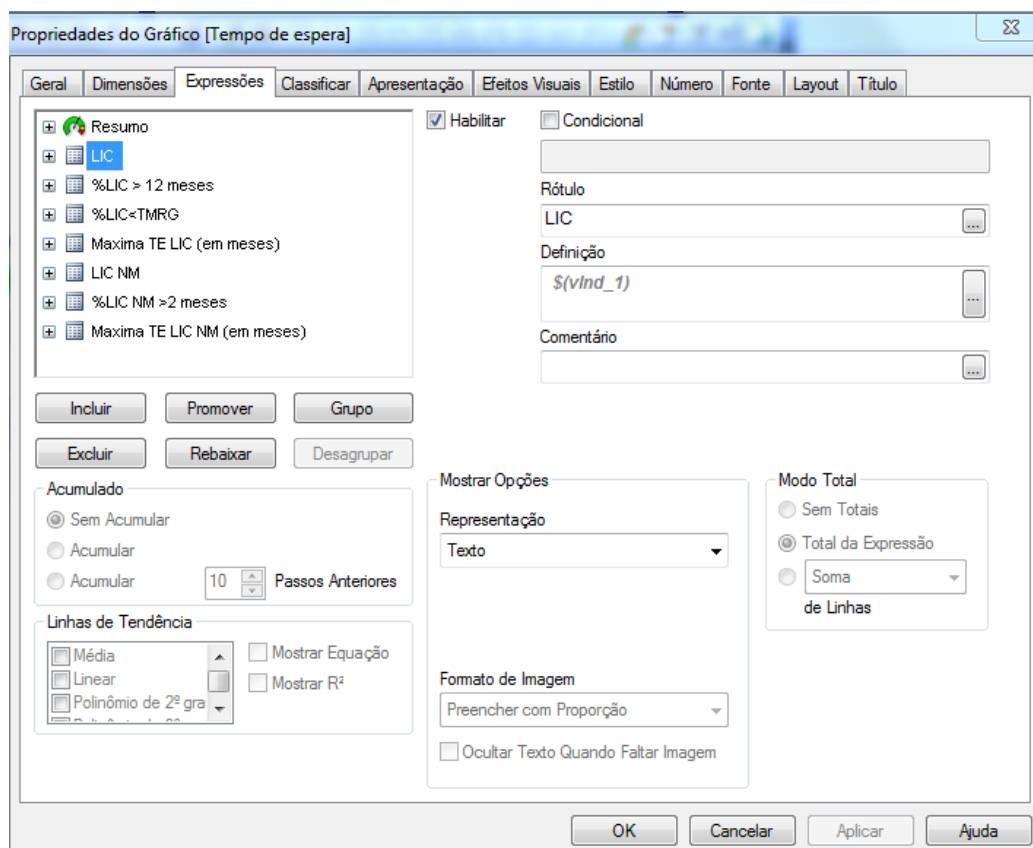 Propriedades do Gráfico [Tempo de espera]
Geral Dimensões Expressões Classificar Apresentação Efeitos Visuais Estilo Número Fonte Layout Título
Resumo
LIC
%LIC > 12 meses
%LIC<TMRG
Maxima TE LIC (em meses)
LIC NM
%LIC NM >2 meses
Maxima TE LIC NM (em meses)
Habilitar
Condicional
Rótulo
LIC
...
Definição
$(vInd_1)
...
Comentário
...
Incluir Promover Grupo
Excluir Rebaixar Desagrupar
Acumulado
Sem Acumular
Acumular
Acumular 10 Passos Anteriores
Linhas de Tendência
Média
Linear
Polinômio de 2º gra
Mostrar Equação
Mostrar R²
Mostrar Opções
Representação
Texto
Formato de Imagem
Preencher com Proporção
Ocultar Texto Quando Faltar Imagem
Modo Total
Sem Totais
Total da Expressão
Soma
de Linhas
OK Cancelar Aplicar Ajuda